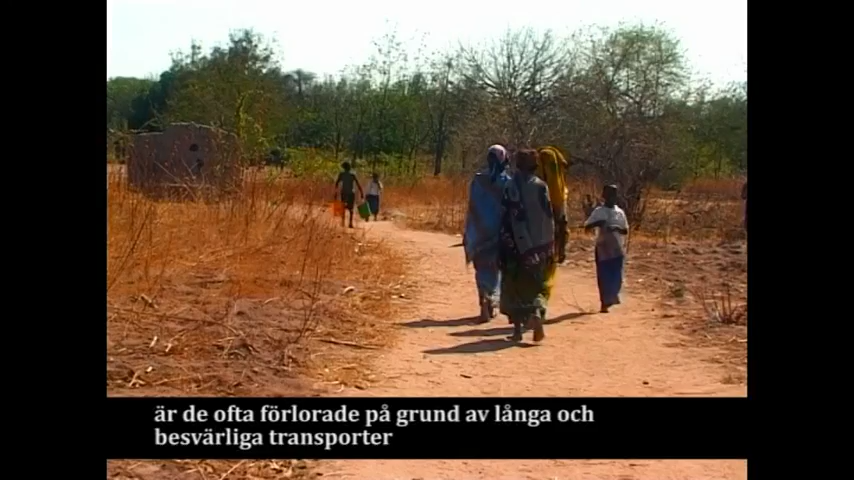 är de ofta förlorade på grund av långa och
besvärliga transporter